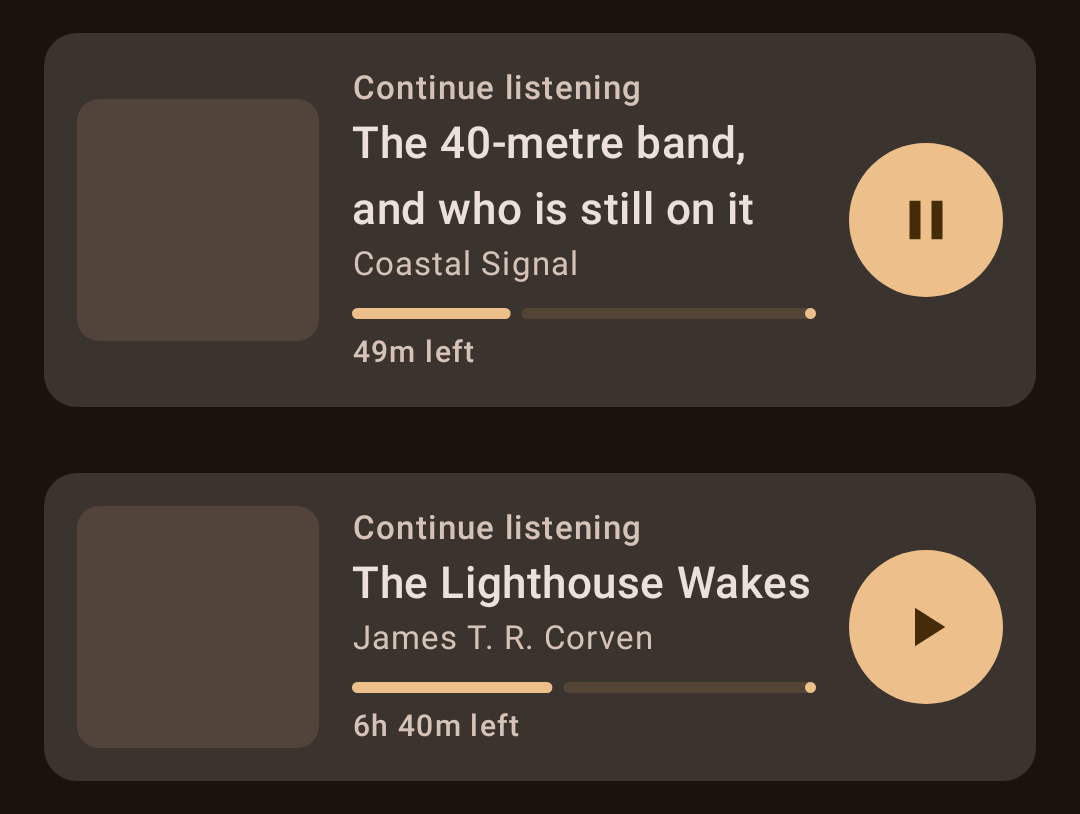 Continue listening
The 40-metre band,
and who is still on it
Coastal Signal
49m left
Continue listening
The Lighthouse Wakes
James T. R. Corven
6h 40m left